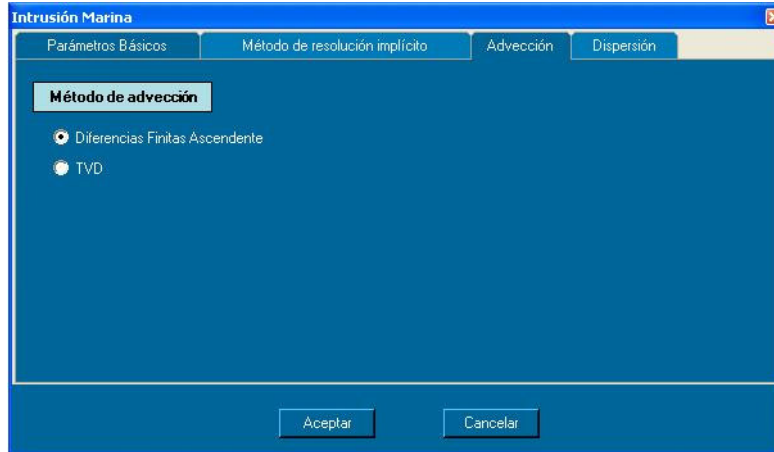 Intrusión Marina
Parámetros Básicos
Método de resolución implícito
Advección
Dispersión
Método de advección
Diferencias Finitas Ascendente
TVD
Aceptar
Cancelar